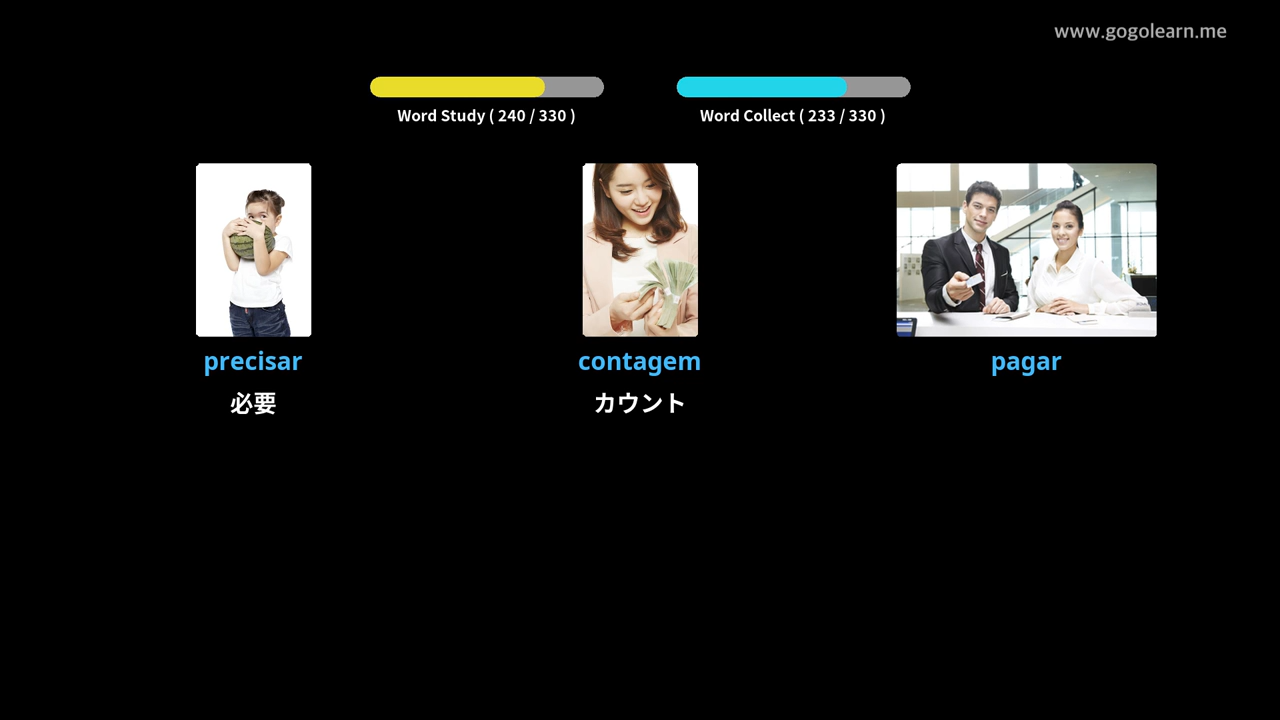 www.gogolearn.me
Word Study ( 240 / 330 )
Word Collect ( 233 / 330 )
precisar
contagem
pagar
必要
カウント